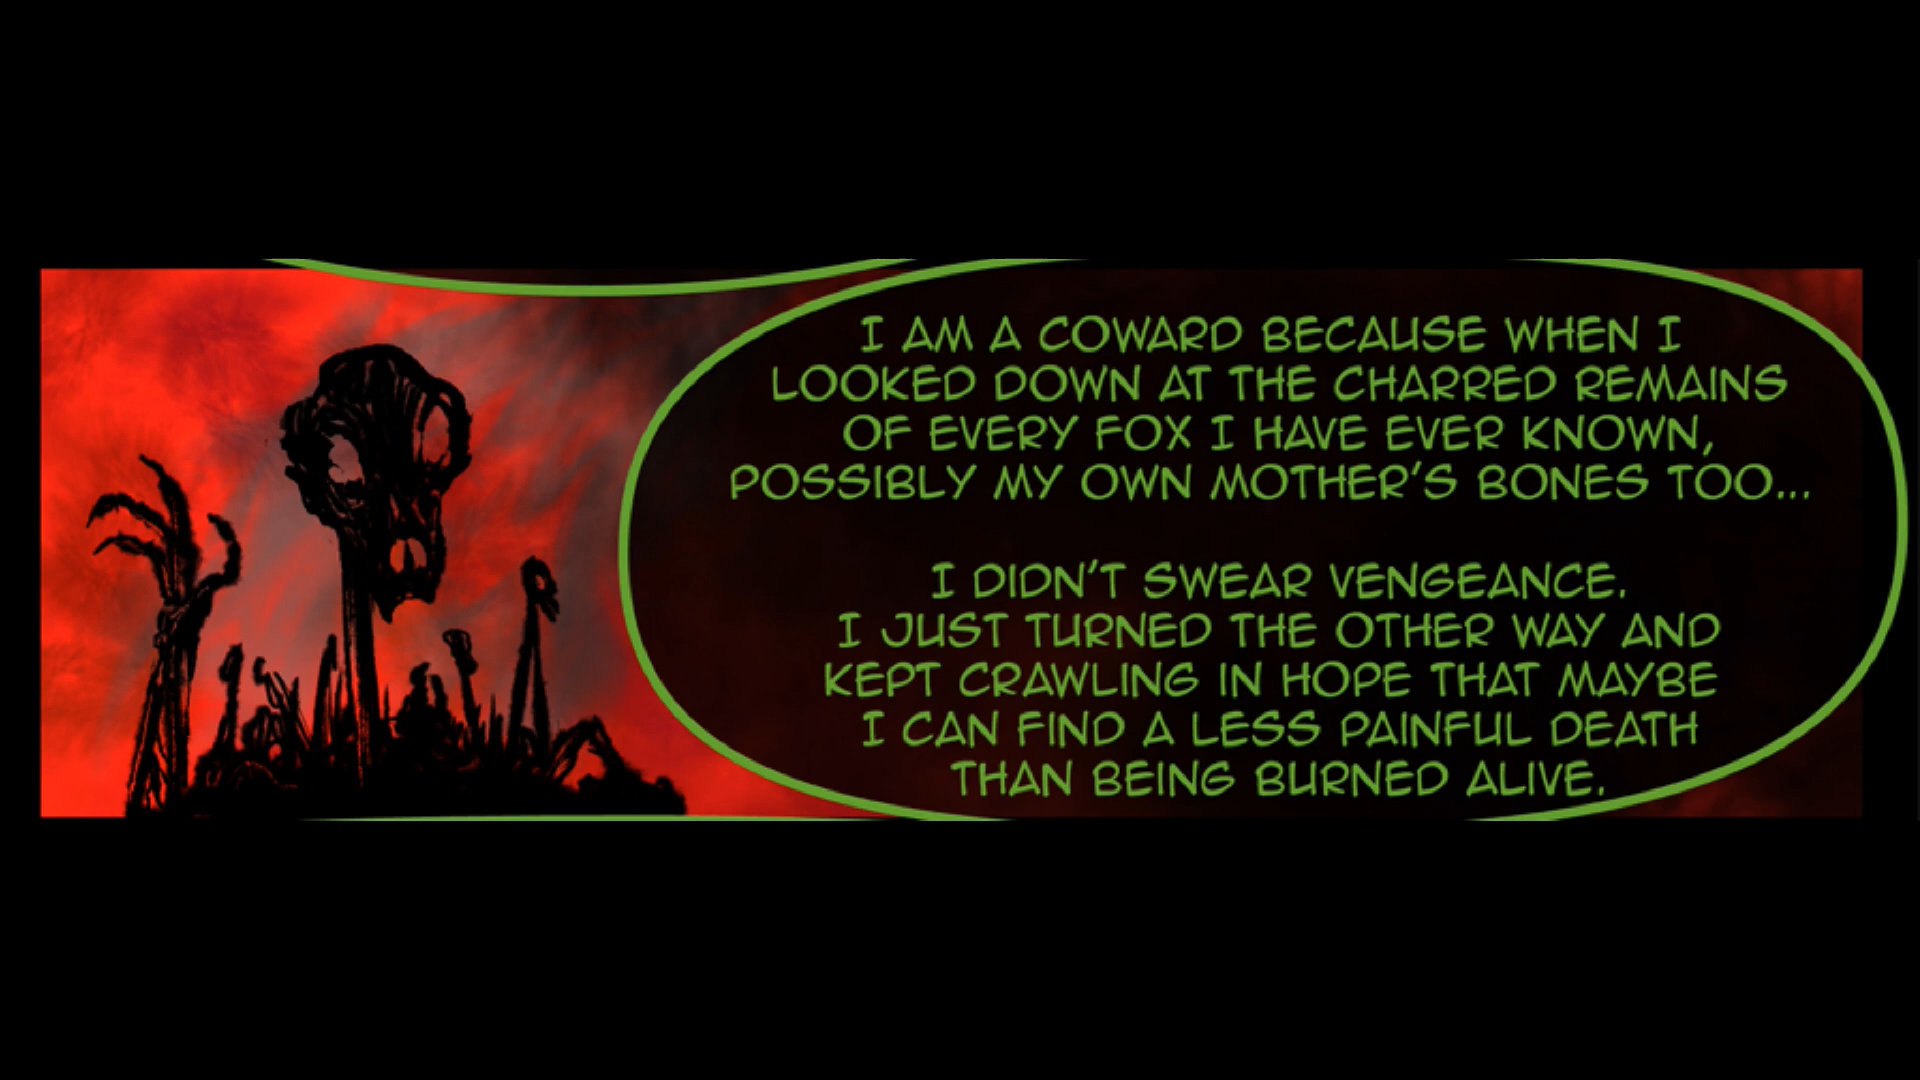 I AM A COWARD BECAUSE WHEN I
LOOKED DOWN AT THE CHARRED REMAINS
OF EVERY FOX I HAVE EVER KNOWN,
POSSIBLY MY OWN MOTHER'S BONES TOO...
I DIDN'T SWEAR VENGEANCE.
I JUST TURNED THE OTHER WAY AND
KEPT CRAWLING IN HOPE THAT MAYBE
I CAN FIND A LESS PAINFUL DEATH
THAN BEING BURNED ALIVE.